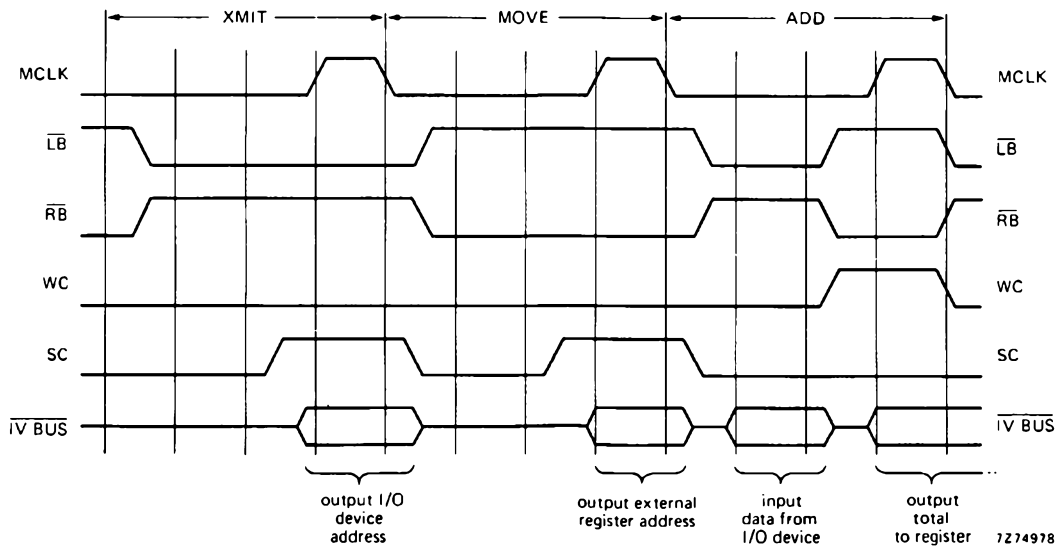 XMIT MOVE ADD
MCLK MCLK
LB LB
RB RB
WC WC
SC SC
IV BUS IV BUS
output I/O
device
address
output external
register address
input
data from
I/O device
output
total
to register
7Z74978